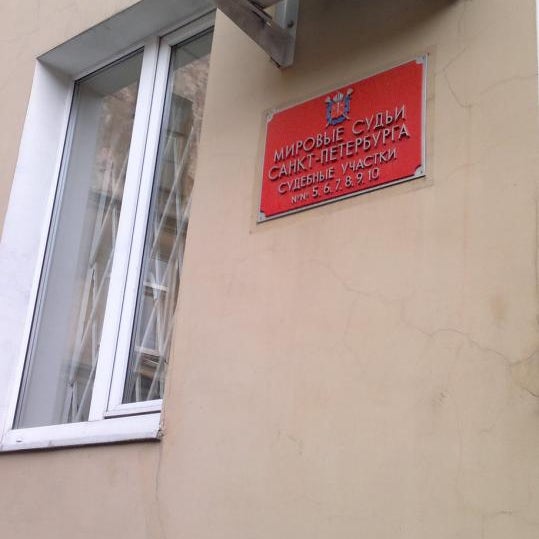 МИРОВЫЕ СУДЬИ
САНКТ-ПЕТЕРБУРГА
СУДЕБНЫЕ УЧАСТКИ
№№ 5, 6, 7, 8, 9, 10